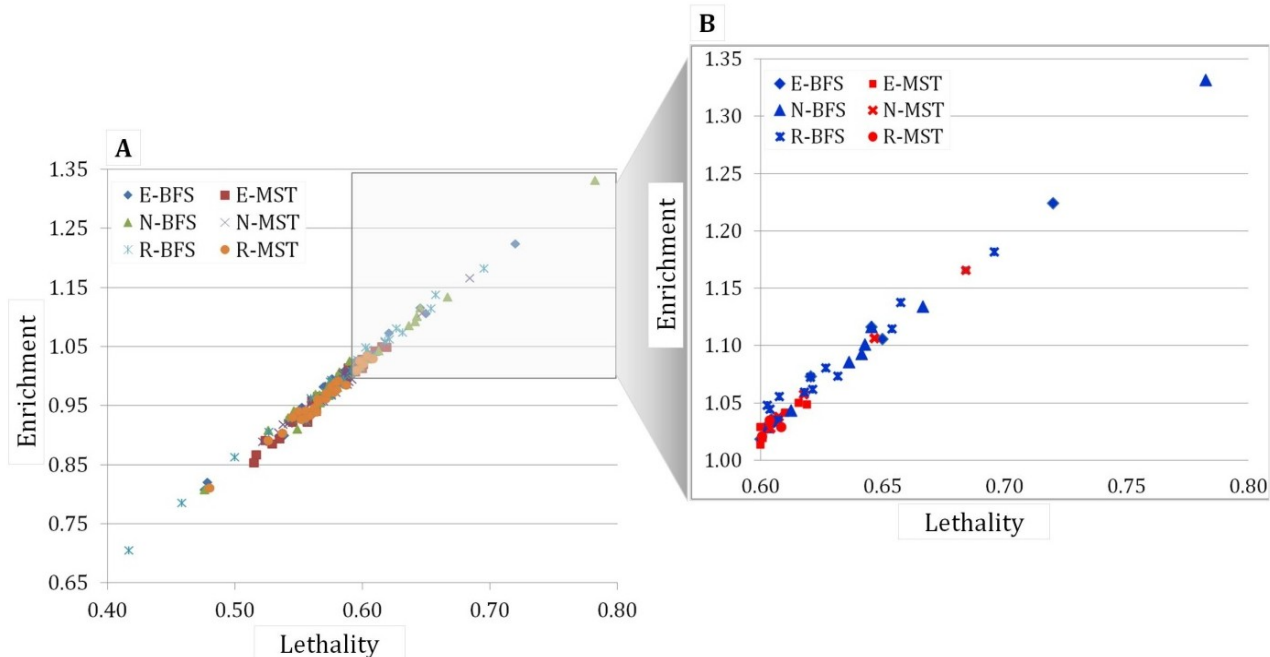 A
Enrichment
1.35
1.25
1.15
1.05
0.95
0.85
0.75
0.65
E-BFS E-MST
N-BFS N-MST
R-BFS R-MST
0.40 0.50 0.60 0.70 0.80
Lethality
B
Enrichment
1.35
1.30
1.25
1.20
1.15
1.10
1.05
1.00
E-BFS E-MST
N-BFS N-MST
R-BFS R-MST
0.60 0.65 0.70 0.75 0.80
Lethality